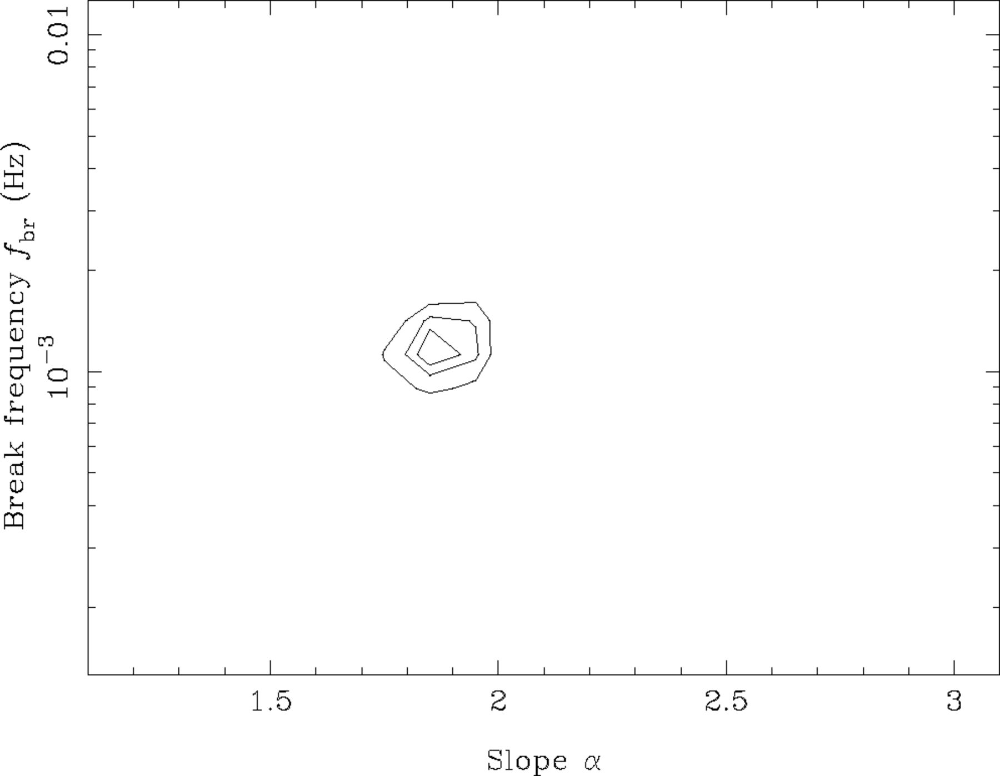 0.01
10⁻³
Break frequency f_br (Hz)
1.5 2 2.5 3
Slope α